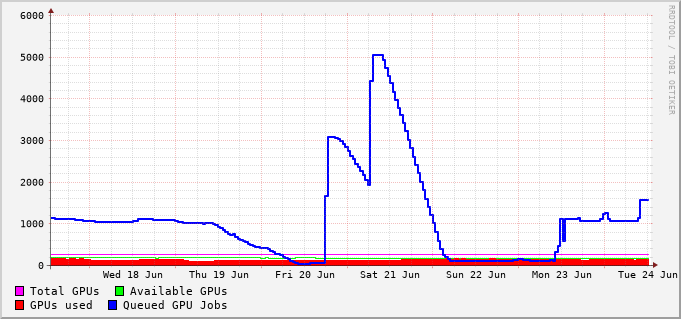 6000
5000
4000
3000
2000
1000
0
Wed 18 Jun Thu 19 Jun Fri 20 Jun Sat 21 Jun Sun 22 Jun Mon 23 Jun Tue 24 Jun
Total GPUs Available GPUs
GPUs used Queued GPU Jobs
RRDTOOL / TOBI OETIKER